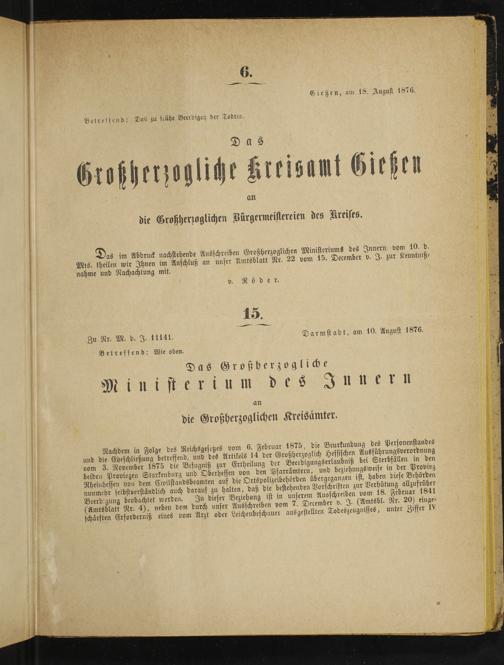 6.
Gießen, am 18. August 1876.
Betreffend: Das zu frühe Beerdigen der Todten.
Das
Großherzogliche Kreisamt Gießen
an
die Großherzoglichen Bürgermeistereien des Kreises.
Das im Abdruck nachstehende Ausschreiben Großherzoglichen Ministeriums des Innern vom 10. d.
Mts. theilen wir Ihnen im Anschluß an unser Amtsblatt Nr. 22 vom 15. December v. J. zur Kenntniß-
nahme und Nachachtung mit.
v. Röder.
15.
Zu Nr. M. d. J. 11141.
Darmstadt, am 10. August 1876.
Betreffend: Wie oben.
Das Großherzogliche
Ministerium des Innern
an
die Großherzoglichen Kreisämter.
Nachdem in Folge des Reichsgesetzes vom 6. Februar 1875, die Beurkundung des Personenstandes
und die Eheschließung betreffend, und des Artikels 14 der Großherzoglich Hessischen Ausführungsverordnung
vom 3. November 1875 die Befugniß zur Ertheilung der Beerdigungserlaubniß bei Sterbfällen in den
beiden Provinzen Starkenburg und Oberhessen von den Pfarrämtern, und beziehungsweise in der Provinz
Rheinhessen von dem Civilstandsbeamten auf die Ortspolizeibehörden übergegangen ist, haben diese Behörden
nunmehr selbstverständlich auch darauf zu halten, daß die bestehenden Vorschriften zur Verhütung allzufrüher
Beerdigung beobachtet werden. In dieser Beziehung ist in unserem Ausschreiben vom 18. Februar 1841
(Amtsblatt Nr. 4), neben dem durch unser Ausschreiben vom 7. December v. J. (Amtsbl. Nr. 20) einge-
schärften Erforderniß eines vom Arzt oder Leichenbeschauer ausgestellten Todeszeugnisses, unter Ziffer IV